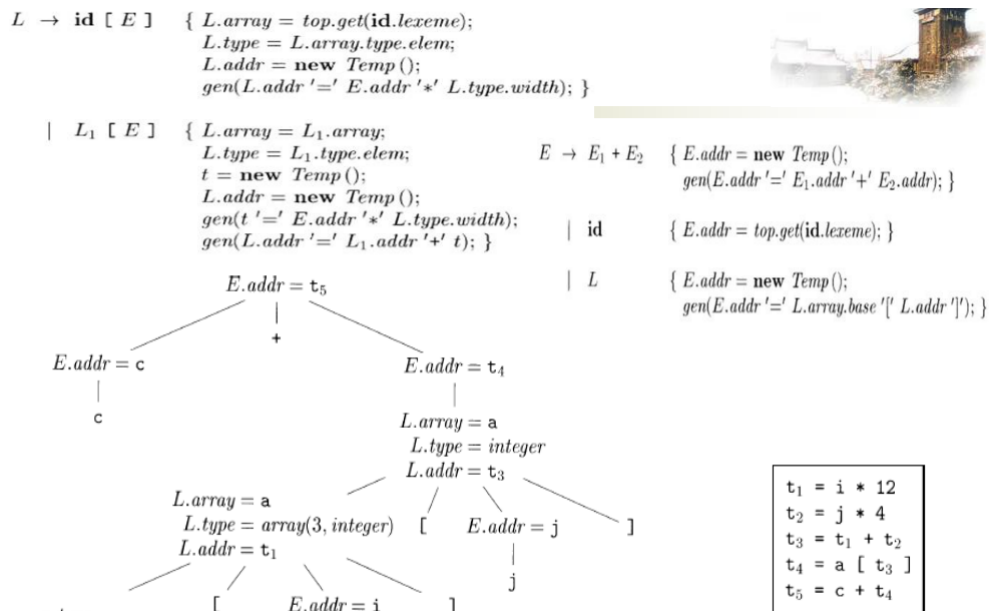 L → id [ E ] { L.array = top.get(id.lexeme);
L.type = L.array.type.elem;
L.addr = new Temp ();
gen(L.addr '=' E.addr '*' L.type.width); }
| L₁ [ E ] { L.array = L₁.array;
L.type = L₁.type.elem;
t = new Temp ();
L.addr = new Temp ();
gen(t '=' E.addr '*' L.type.width);
gen(L.addr '=' L₁.addr '+' t); }
E → E₁ + E₂ { E.addr = new Temp ();
gen(E.addr '=' E₁.addr '+' E₂.addr); }
| id { E.addr = top.get(id.lexeme); }
| L { E.addr = new Temp ();
gen(E.addr '=' L.array.base '[' L.addr ']'); }
E.addr = t₅
+
E.addr = c
E.addr = t₄
c
L.array = a
L.type = integer
L.addr = t₃
L.array = a
L.type = array(3, integer)
L.addr = t₁
[ E.addr = j ]
j
[ E.addr = i ]
t₁ = i * 12
t₂ = j * 4
t₃ = t₁ + t₂
t₄ = a [ t₃ ]
t₅ = c + t₄